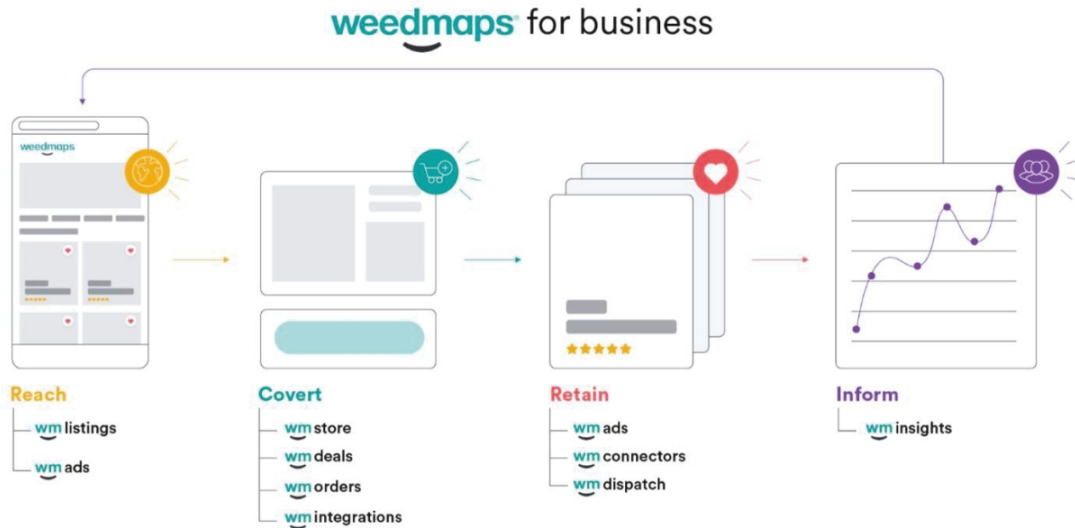 weedmaps for business
weedmaps
Reach
wm listings
wm ads
Covert
wm store
wm deals
wm orders
wm integrations
Retain
wm ads
wm connectors
wm dispatch
Inform
wm insights